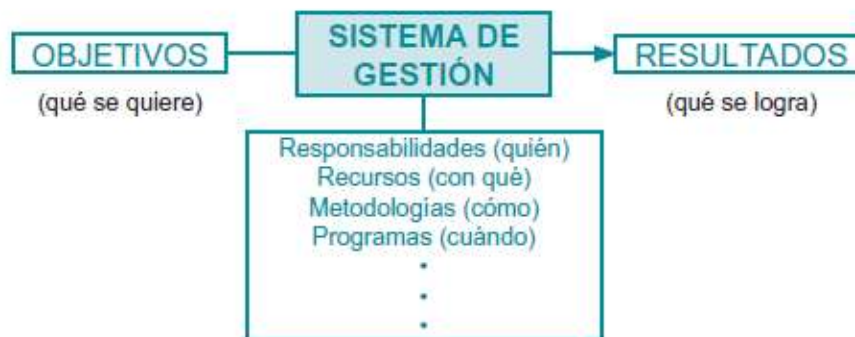 OBJETIVOS
(qué se quiere)
SISTEMA DE
GESTIÓN
RESULTADOS
(qué se logra)
Responsabilidades (quién)
Recursos (con qué)
Metodologías (cómo)
Programas (cuándo)
•
•
•